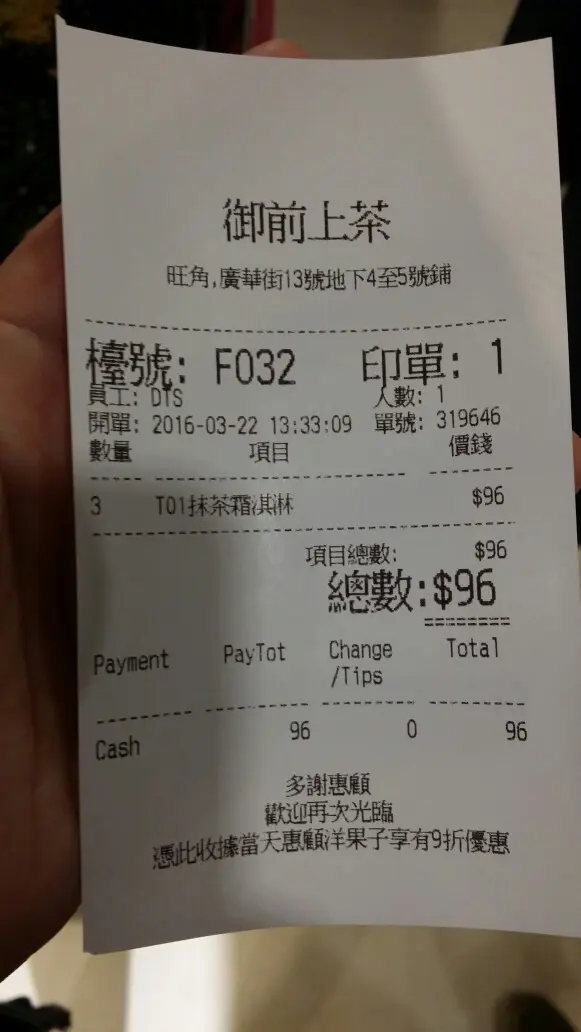 御前上茶
旺角,廣華街13號地下4至5號鋪
檯號: F032 印單: 1
員工: DTS 人數: 1
開單: 2016-03-22 13:33:09 單號: 319646
數量 項目 價錢
3 T01抹茶霜淇淋 $96
項目總數: $96
總數:$96
Payment PayTot Change/Tips Total
Cash 96 0 96
多謝惠顧
歡迎再次光臨
憑此收據當天惠顧洋果子享有9折優惠